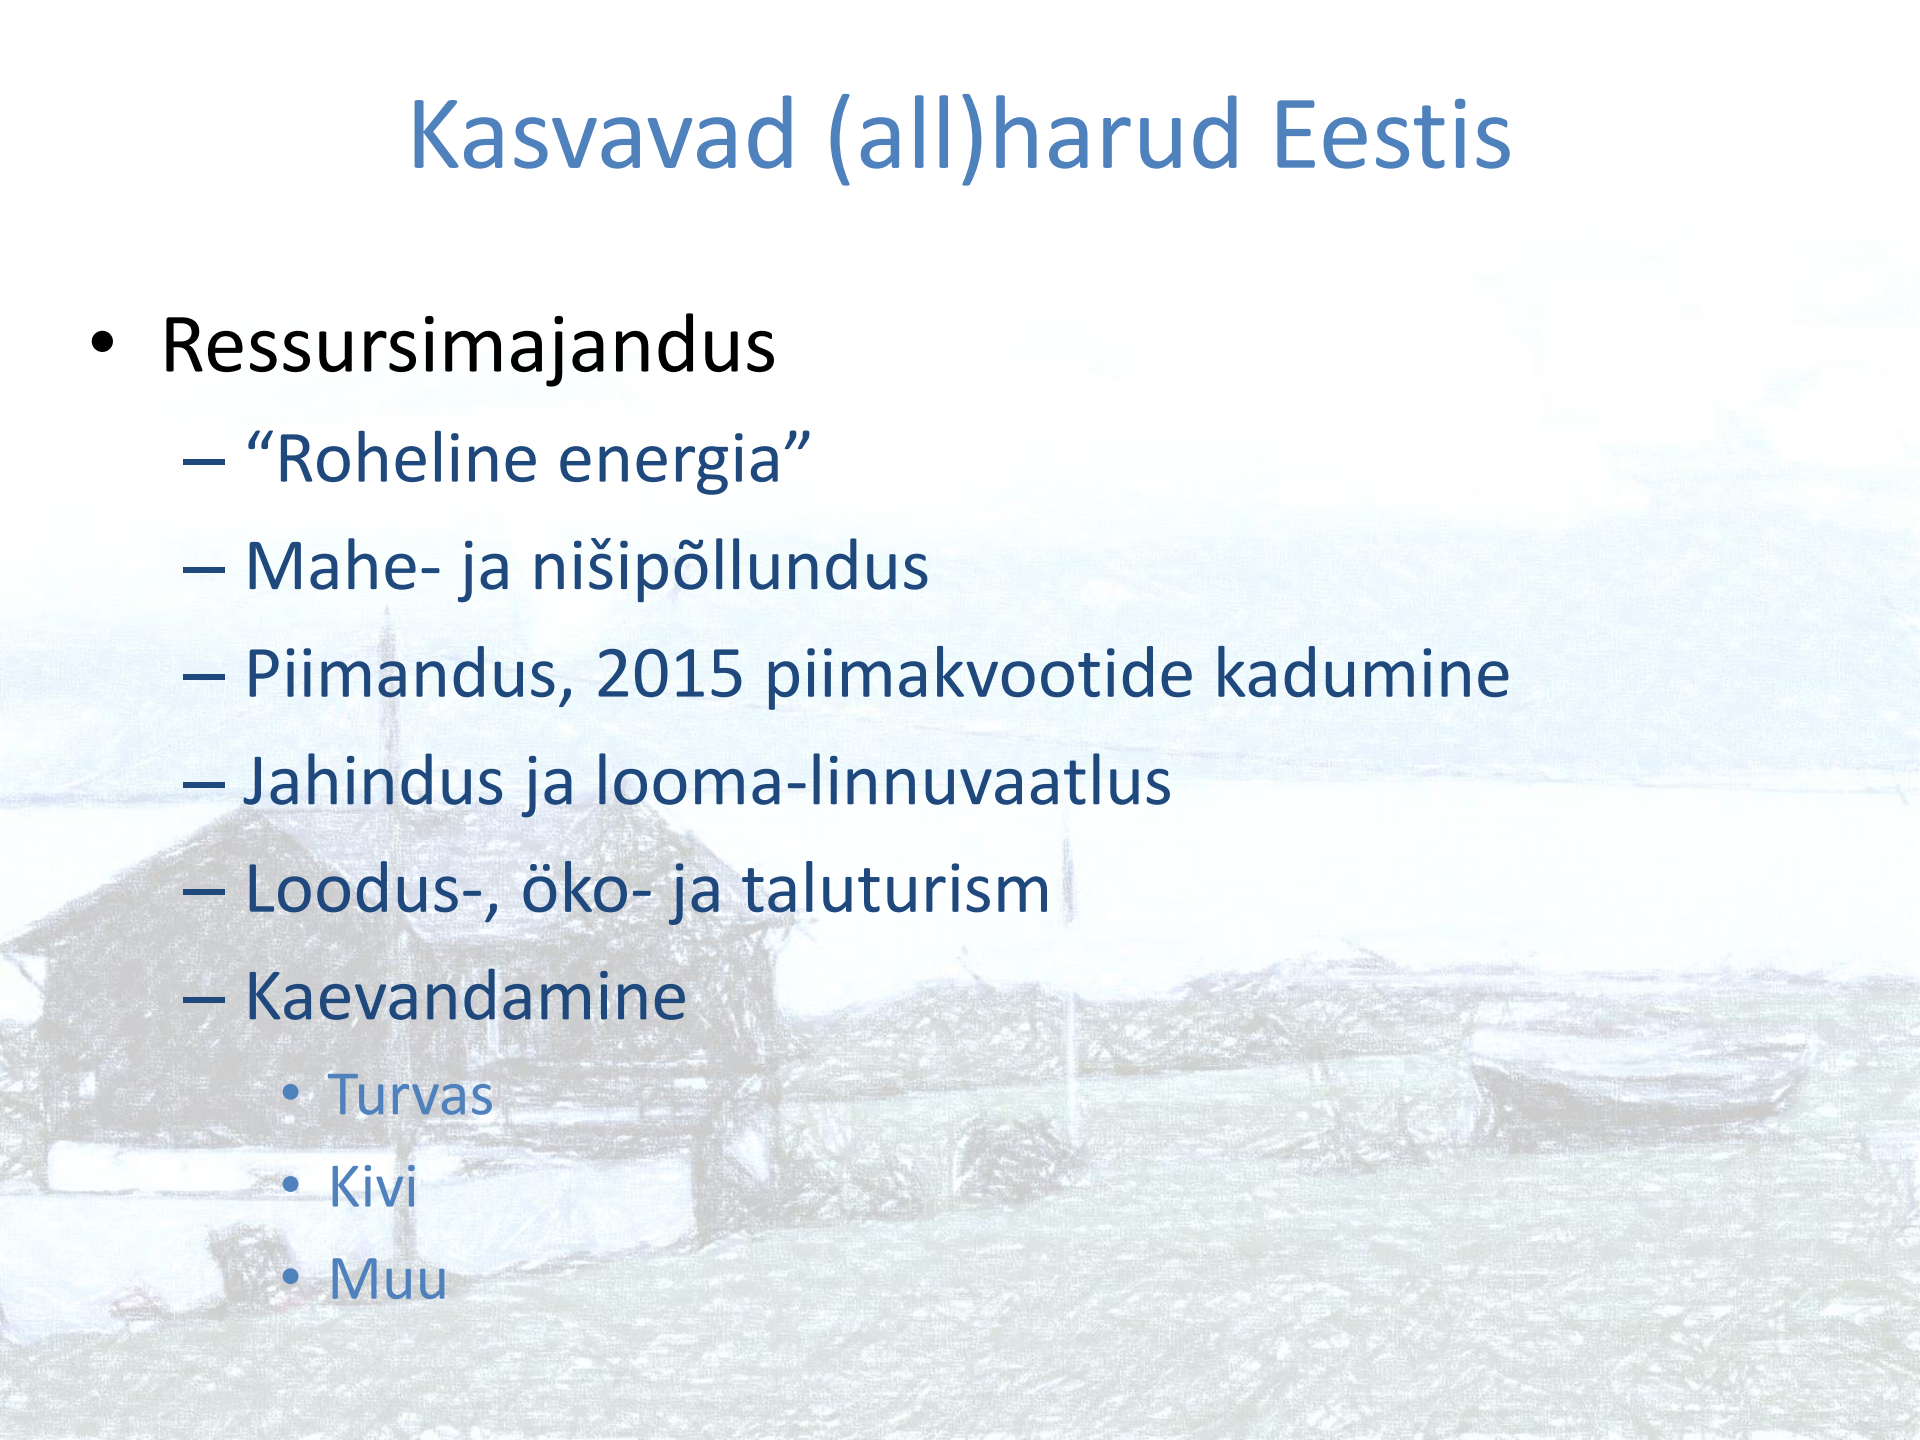 Kasvavad (all)harud Eestis
• Ressursimajandus
– “Roheline energia”
– Mahe- ja nišipõllundus
– Piimandus, 2015 piimakvootide kadumine
– Jahindus ja looma-linnuvaatlus
– Loodus-, öko- ja taluturism
– Kaevandamine
• Turvas
• Kivi
• Muu